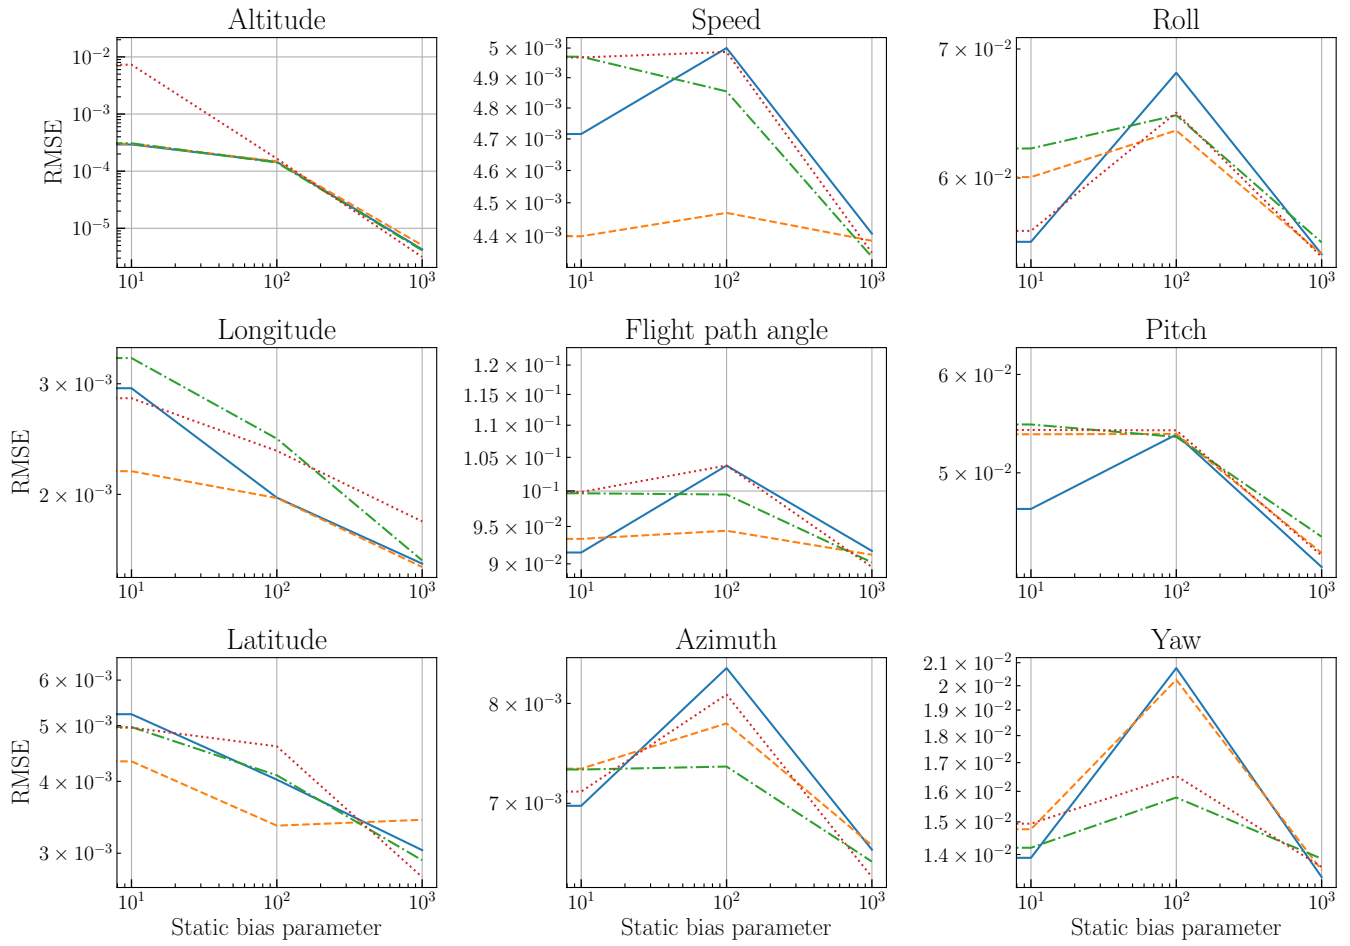 Altitude
10⁻²
10⁻³
10⁻⁴
10⁻⁵
RMSE
10¹ 10² 10³
Speed
5 × 10⁻³
4.9 × 10⁻³
4.8 × 10⁻³
4.7 × 10⁻³
4.6 × 10⁻³
4.5 × 10⁻³
4.4 × 10⁻³
10¹ 10² 10³
Roll
7 × 10⁻²
6 × 10⁻²
10¹ 10² 10³
Longitude
3 × 10⁻³
2 × 10⁻³
RMSE
10¹ 10² 10³
Flight path angle
1.2 × 10⁻¹
1.15 × 10⁻¹
1.1 × 10⁻¹
1.05 × 10⁻¹
10⁻¹
9.5 × 10⁻²
9 × 10⁻²
10¹ 10² 10³
Pitch
6 × 10⁻²
5 × 10⁻²
10¹ 10² 10³
Latitude
6 × 10⁻³
5 × 10⁻³
4 × 10⁻³
3 × 10⁻³
RMSE
10¹ 10² 10³
Static bias parameter
Azimuth
8 × 10⁻³
7 × 10⁻³
10¹ 10² 10³
Static bias parameter
Yaw
2.1 × 10⁻²
2 × 10⁻²
1.9 × 10⁻²
1.8 × 10⁻²
1.7 × 10⁻²
1.6 × 10⁻²
1.5 × 10⁻²
1.4 × 10⁻²
10¹ 10² 10³
Static bias parameter